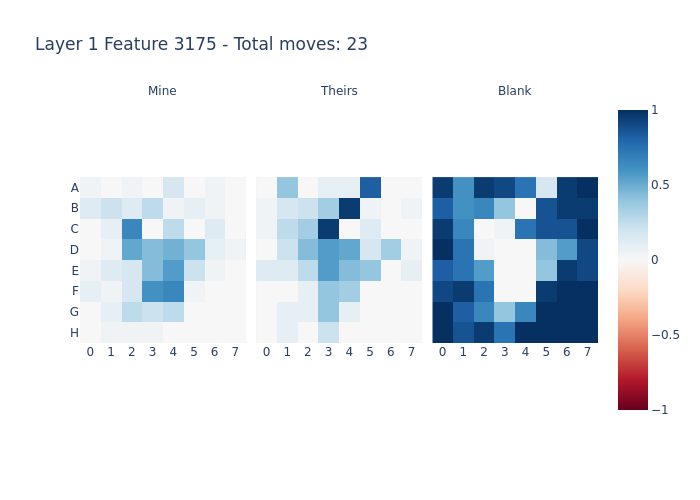 Layer 1 Feature 3175 - Total moves: 23
Mine Theirs Blank
A
B
C
D
E
F
G
H
0 1 2 3 4 5 6 7 0 1 2 3 4 5 6 7 0 1 2 3 4 5 6 7
1
0.5
0
−0.5
−1